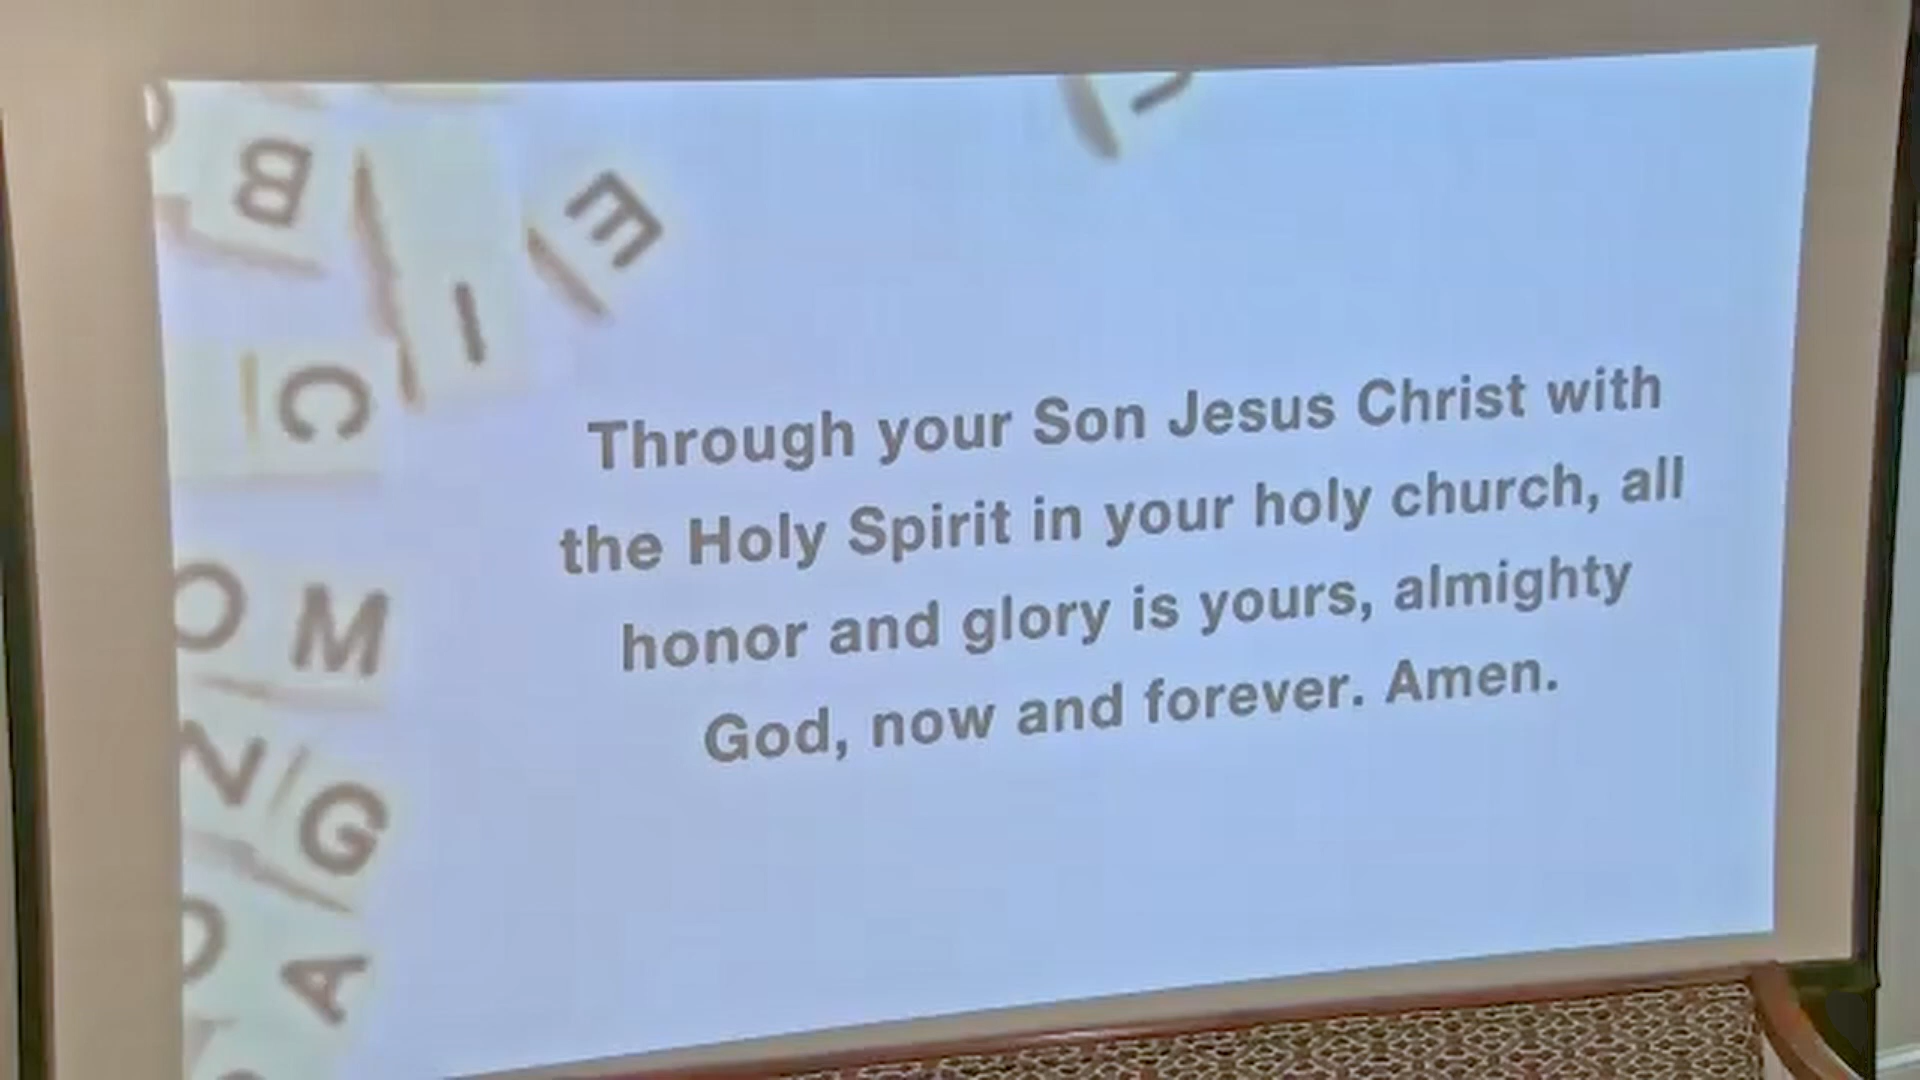 B
E
I
C
O M
N G
A
Through your Son Jesus Christ with
the Holy Spirit in your holy church, all
honor and glory is yours, almighty
God, now and forever. Amen.